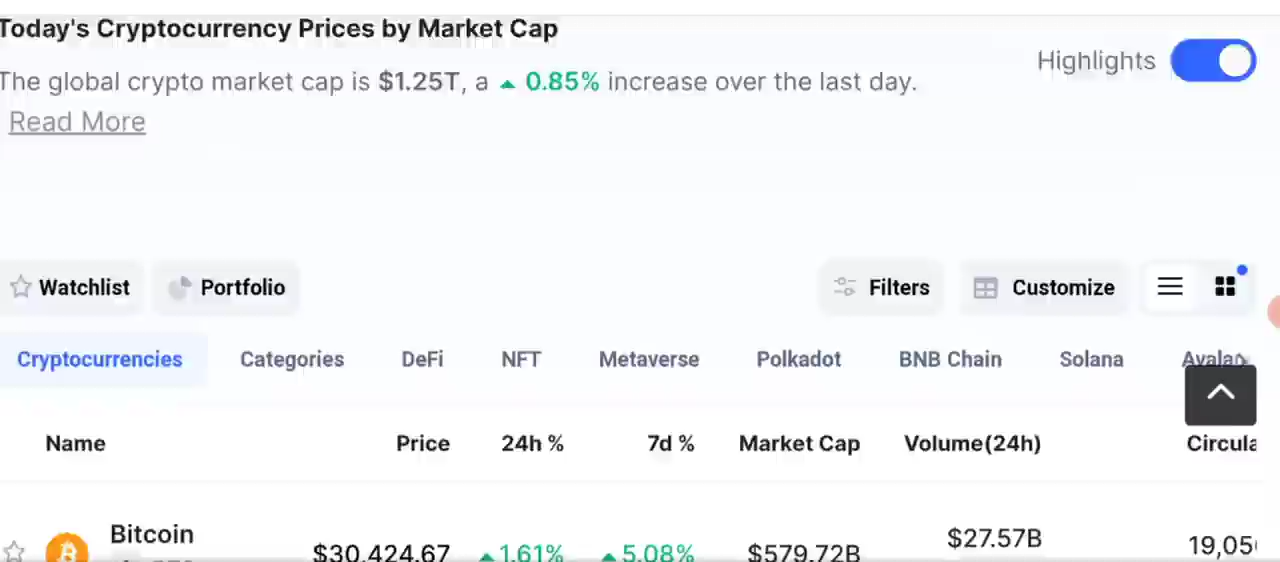 Today's Cryptocurrency Prices by Market Cap
Highlights
The global crypto market cap is $1.25T, a ▲ 0.85% increase over the last day.
Read More
Watchlist Portfolio Filters Customize
Cryptocurrencies Categories DeFi NFT Metaverse Polkadot BNB Chain Solana
Name Price 24h % 7d % Market Cap Volume(24h) Circula
Bitcoin $30,424.67 ▲1.61% ▲5.08% $579.72B $27.57B 19,05